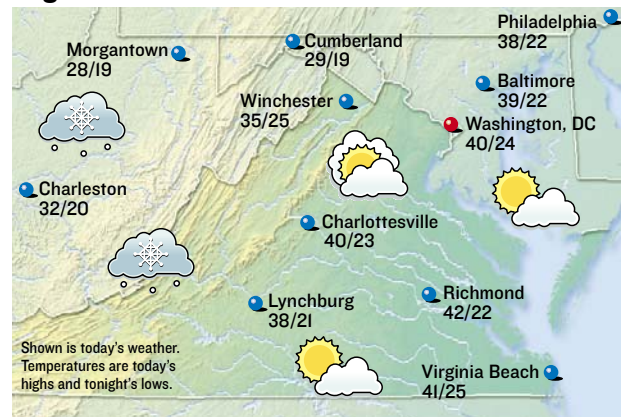 Philadelphia
38/22
Morgantown
28/19
Cumberland
29/19
Baltimore
39/22
Winchester
35/25
Washington, DC
40/24
Charleston
32/20
Charlottesville
40/23
Lynchburg
38/21
Richmond
42/22
Shown is today's weather.
Temperatures are today's
highs and tonight's lows.
Virginia Beach
41/25